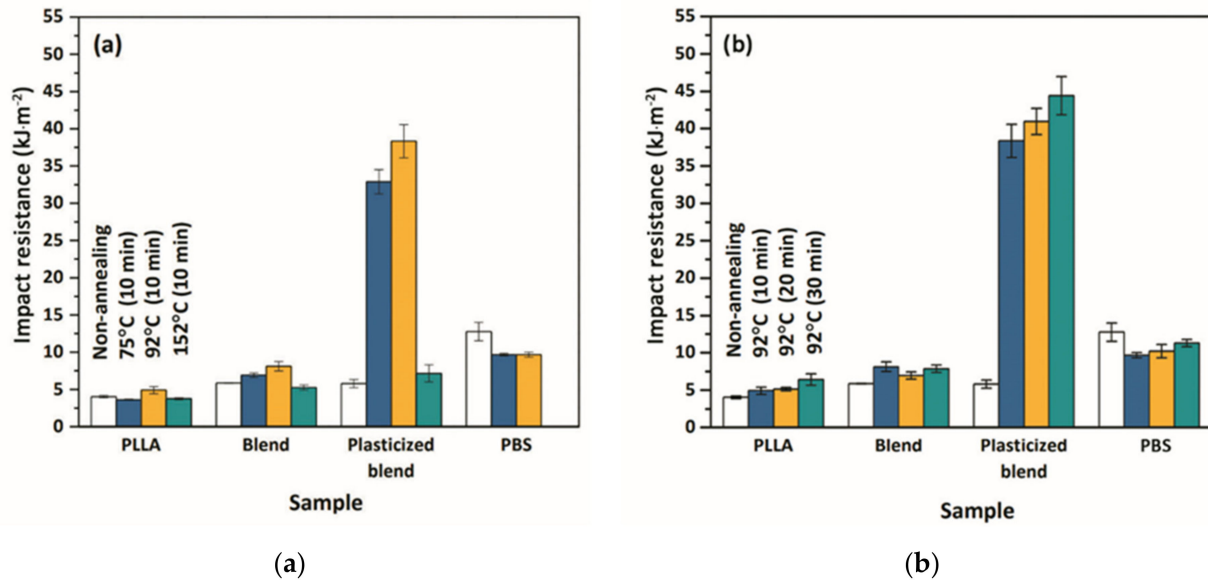 (a)
Impact resistance (kJ·m⁻²)
55
50
45
40
35
30
25
20
15
10
5
0
Non-annealing
75°C (10 min)
92°C (10 min)
152°C (10 min)
PLLA
Blend
Plasticized
blend
PBS
Sample
(a)
(b)
Impact resistance (kJ·m⁻²)
55
50
45
40
35
30
25
20
15
10
5
0
Non-annealing
92°C (10 min)
92°C (20 min)
92°C (30 min)
PLLA
Blend
Plasticized
blend
PBS
Sample
(b)